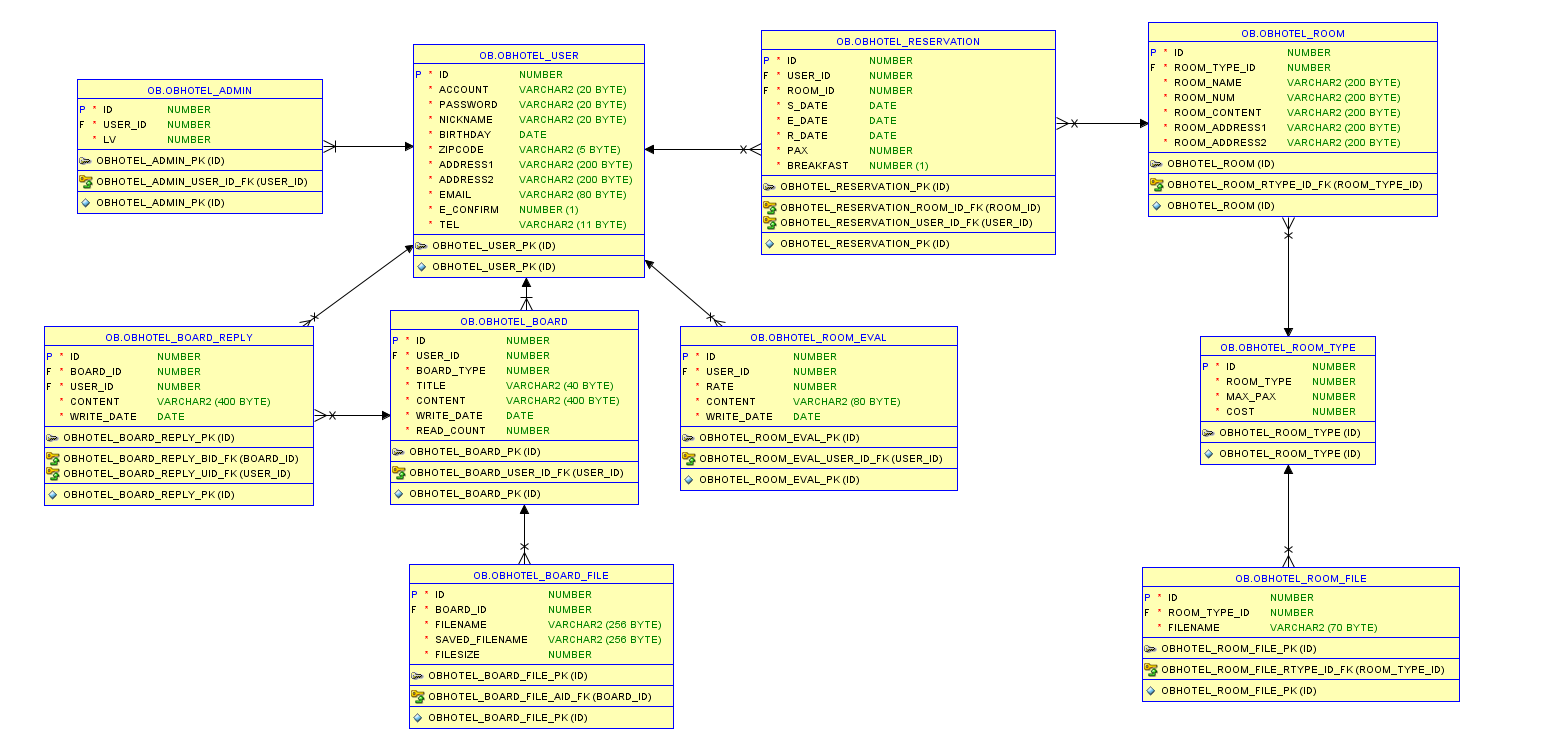 OB.OBHOTEL_ADMIN
P * ID NUMBER
F * USER_ID NUMBER
* LV NUMBER
OBHOTEL_ADMIN_PK (ID)
OBHOTEL_ADMIN_USER_ID_FK (USER_ID)
OBHOTEL_ADMIN_PK (ID)
OB.OBHOTEL_USER
P * ID NUMBER
* ACCOUNT VARCHAR2 (20 BYTE)
* PASSWORD VARCHAR2 (20 BYTE)
* NICKNAME VARCHAR2 (20 BYTE)
* BIRTHDAY DATE
* ZIPCODE VARCHAR2 (5 BYTE)
* ADDRESS1 VARCHAR2 (200 BYTE)
* ADDRESS2 VARCHAR2 (200 BYTE)
* EMAIL VARCHAR2 (80 BYTE)
* E_CONFIRM NUMBER (1)
* TEL VARCHAR2 (11 BYTE)
OBHOTEL_USER_PK (ID)
OBHOTEL_USER_PK (ID)
OB.OBHOTEL_RESERVATION
P * ID NUMBER
F * USER_ID NUMBER
F * ROOM_ID NUMBER
* S_DATE DATE
* E_DATE DATE
* R_DATE DATE
* PAX NUMBER
* BREAKFAST NUMBER (1)
OBHOTEL_RESERVATION_PK (ID)
OBHOTEL_RESERVATION_ROOM_ID_FK (ROOM_ID)
OBHOTEL_RESERVATION_USER_ID_FK (USER_ID)
OBHOTEL_RESERVATION_PK (ID)
OB.OBHOTEL_ROOM
P * ID NUMBER
F * ROOM_TYPE_ID NUMBER
* ROOM_NAME VARCHAR2 (200 BYTE)
* ROOM_NUM VARCHAR2 (200 BYTE)
* ROOM_CONTENT VARCHAR2 (200 BYTE)
* ROOM_ADDRESS1 VARCHAR2 (200 BYTE)
* ROOM_ADDRESS2 VARCHAR2 (200 BYTE)
OBHOTEL_ROOM (ID)
OBHOTEL_ROOM_RTYPE_ID_FK (ROOM_TYPE_ID)
OBHOTEL_ROOM (ID)
OB.OBHOTEL_BOARD_REPLY
P * ID NUMBER
F * BOARD_ID NUMBER
F * USER_ID NUMBER
* CONTENT VARCHAR2 (400 BYTE)
* WRITE_DATE DATE
OBHOTEL_BOARD_REPLY_PK (ID)
OBHOTEL_BOARD_REPLY_BID_FK (BOARD_ID)
OBHOTEL_BOARD_REPLY_UID_FK (USER_ID)
OBHOTEL_BOARD_REPLY_PK (ID)
OB.OBHOTEL_BOARD
P * ID NUMBER
F * USER_ID NUMBER
* BOARD_TYPE NUMBER
* TITLE VARCHAR2 (40 BYTE)
* CONTENT VARCHAR2 (400 BYTE)
* WRITE_DATE DATE
* READ_COUNT NUMBER
OBHOTEL_BOARD_PK (ID)
OBHOTEL_BOARD_USER_ID_FK (USER_ID)
OBHOTEL_BOARD_PK (ID)
OB.OBHOTEL_ROOM_EVAL
P * ID NUMBER
F * USER_ID NUMBER
* RATE NUMBER
* CONTENT VARCHAR2 (80 BYTE)
* WRITE_DATE DATE
OBHOTEL_ROOM_EVAL_PK (ID)
OBHOTEL_ROOM_EVAL_USER_ID_FK (USER_ID)
OBHOTEL_ROOM_EVAL_PK (ID)
OB.OBHOTEL_ROOM_TYPE
P * ID NUMBER
* ROOM_TYPE NUMBER
* MAX_PAX NUMBER
* COST NUMBER
OBHOTEL_ROOM_TYPE (ID)
OBHOTEL_ROOM_TYPE (ID)
OB.OBHOTEL_BOARD_FILE
P * ID NUMBER
F * BOARD_ID NUMBER
* FILENAME VARCHAR2 (256 BYTE)
* SAVED_FILENAME VARCHAR2 (256 BYTE)
* FILESIZE NUMBER
OBHOTEL_BOARD_FILE_PK (ID)
OBHOTEL_BOARD_FILE_AID_FK (BOARD_ID)
OBHOTEL_BOARD_FILE_PK (ID)
OB.OBHOTEL_ROOM_FILE
P * ID NUMBER
F * ROOM_TYPE_ID NUMBER
* FILENAME VARCHAR2 (70 BYTE)
OBHOTEL_ROOM_FILE_PK (ID)
OBHOTEL_ROOM_FILE_RTYPE_ID_FK (ROOM_TYPE_ID)
OBHOTEL_ROOM_FILE_PK (ID)